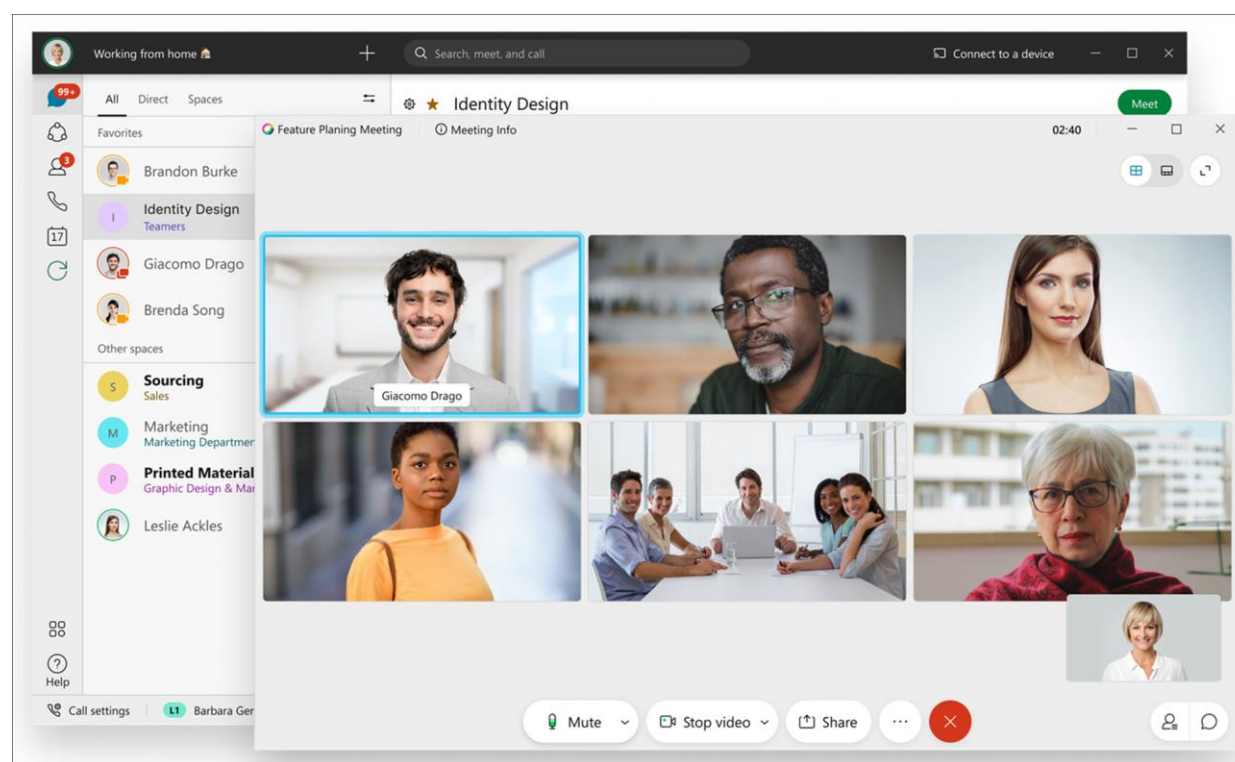 Working from home
Search, meet, and call
Connect to a device
99+
All Direct Spaces
Identity Design
Meet
Favorites
Feature Planing Meeting
Meeting Info
02:40
3
Brandon Burke
I
Identity Design
Teamers
17
Giacomo Drago
Brenda Song
Giacomo Drago
Other spaces
S
Sourcing
Sales
M
Marketing
Marketing Departmen
P
Printed Material
Graphic Design & Mar
Leslie Ackles
Help
Call settings
L1 Barbara Ger
Mute
Stop video
Share